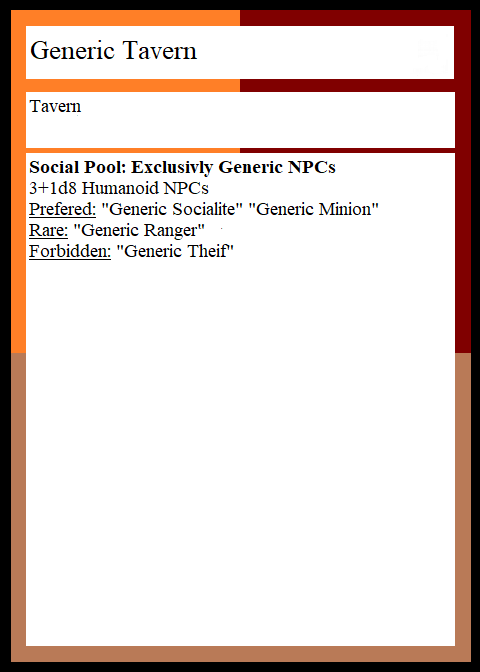 Generic Tavern
Tavern
Social Pool: Exclusivly Generic NPCs
3+1d8 Humanoid NPCs
Prefered: "Generic Socialite" "Generic Minion"
Rare: "Generic Ranger"
Forbidden: "Generic Theif"